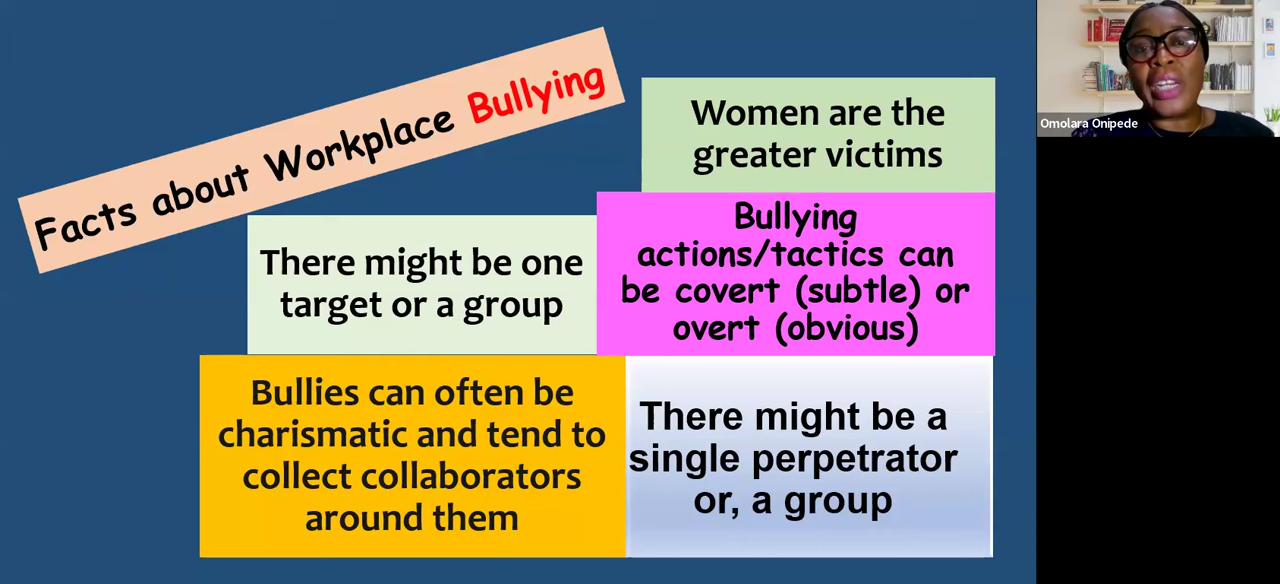 Facts about Workplace Bullying
Women are the
greater victims
There might be one
target or a group
Bullying
actions/tactics can
be covert (subtle) or
overt (obvious)
Bullies can often be
charismatic and tend to
collect collaborators
around them
There might be a
single perpetrator
or, a group
Omolara Onipede